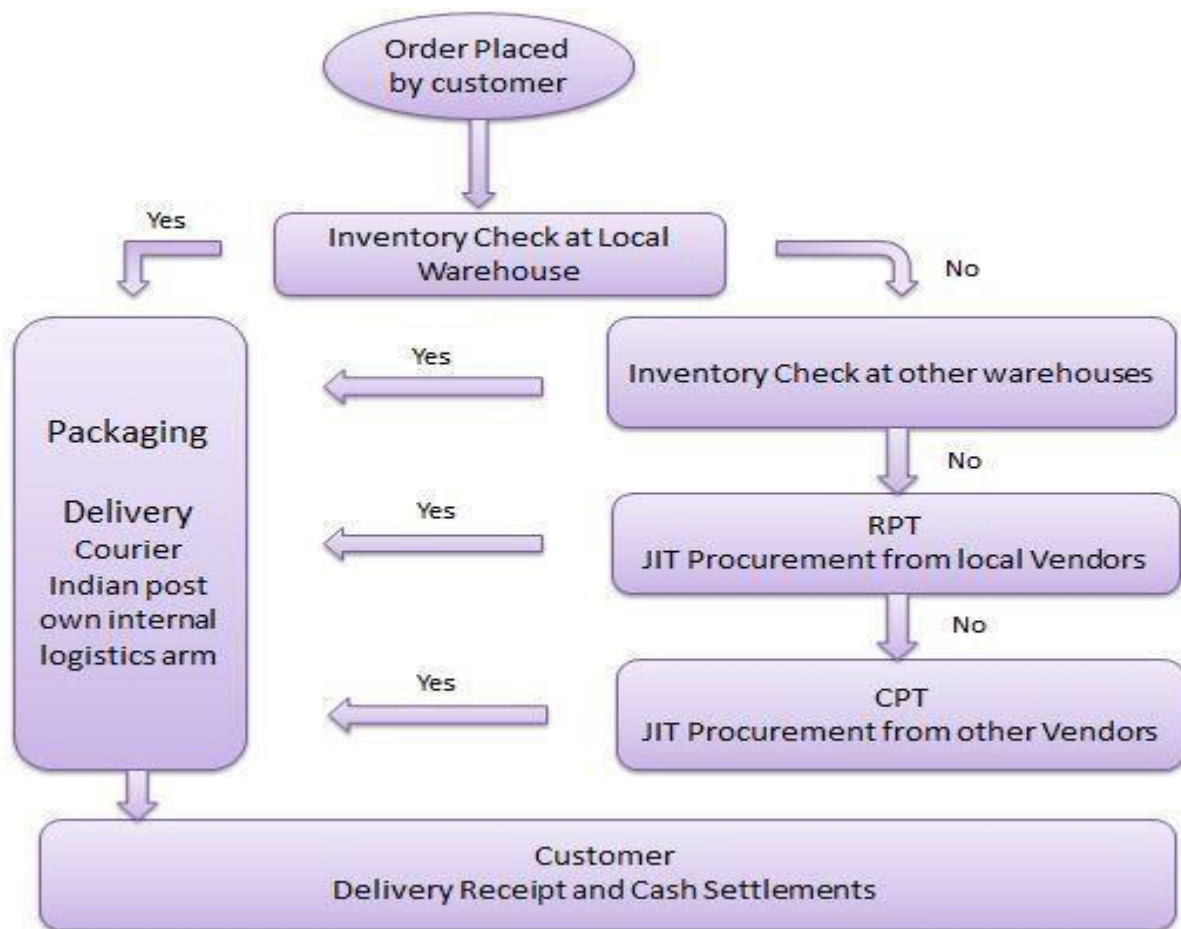 Order Placed
by customer
Yes
Inventory Check at Local
Warehouse
No
Packaging
Delivery
Courier
Indian post
own internal
logistics arm
Yes
Inventory Check at other warehouses
No
Yes
RPT
JIT Procurement from local Vendors
No
Yes
CPT
JIT Procurement from other Vendors
Customer
Delivery Receipt and Cash Settlements